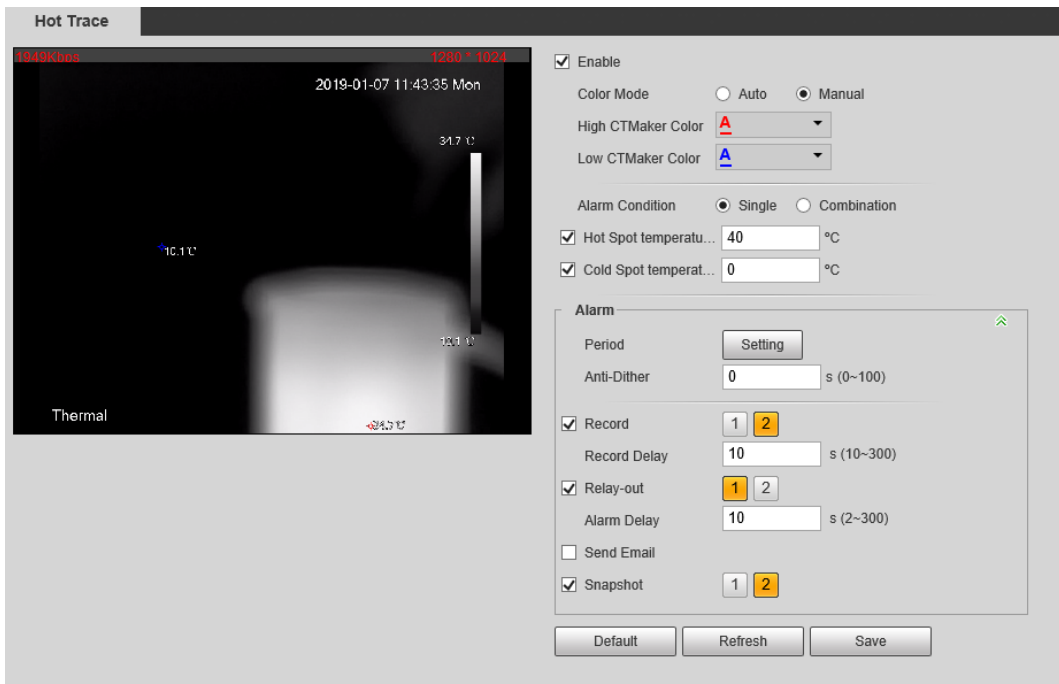 Hot Trace
1949Kbps 1280 * 1024
2019-01-07 11:43:35 Mon
34.7 ℃
10.1 ℃
Thermal
Enable
Color Mode Auto Manual
High CTMaker Color A
Low CTMaker Color A
Alarm Condition Single Combination
Hot Spot temperatu... 40 °C
Cold Spot temperat... 0 °C
Alarm
Period Setting
Anti-Dither 0 s (0~100)
Record 1 2
Record Delay 10 s (10~300)
Relay-out 1 2
Alarm Delay 10 s (2~300)
Send Email
Snapshot 1 2
Default Refresh Save